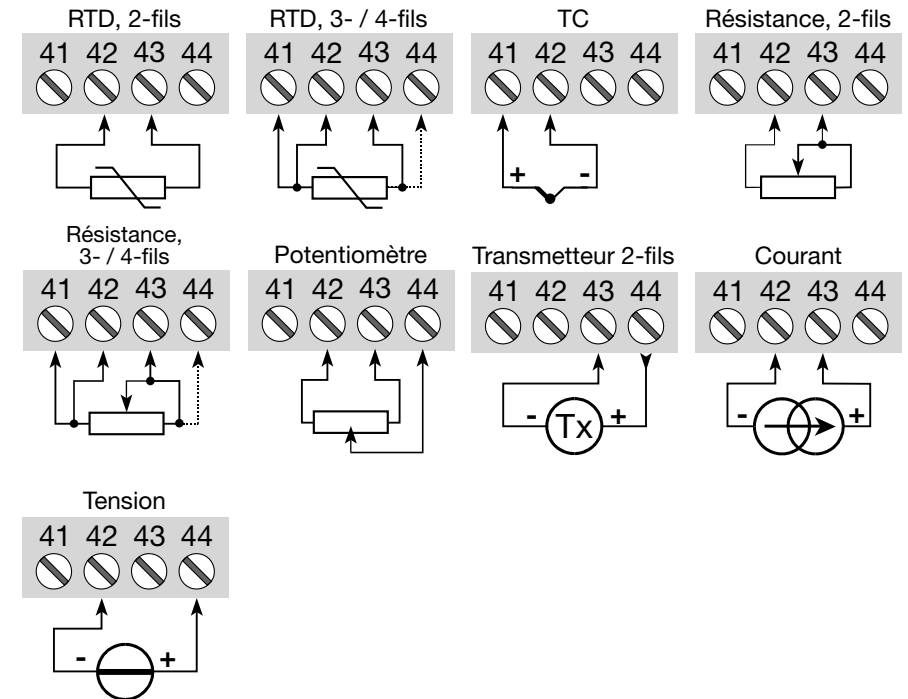 RTD, 2-fils
41 42 43 44
RTD, 3- / 4-fils
41 42 43 44
TC
41 42 43 44
+ -
Résistance, 2-fils
41 42 43 44
Résistance,
3- / 4-fils
41 42 43 44
Potentiomètre
41 42 43 44
Transmetteur 2-fils
41 42 43 44
- Tx +
Courant
41 42 43 44
- +
Tension
41 42 43 44
- +